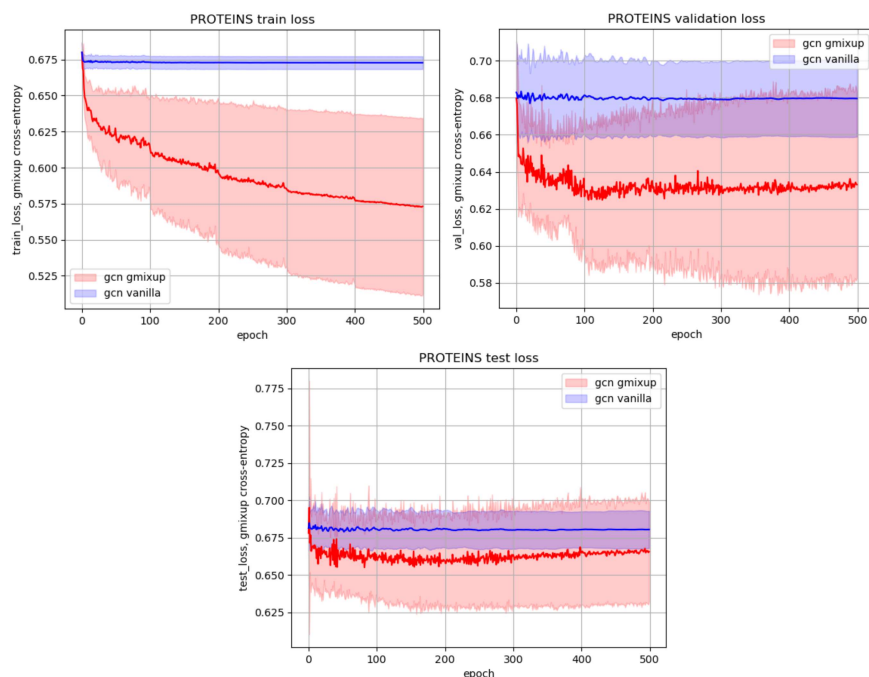 PROTEINS train loss
train_loss, gmixup cross-entropy
0.675
0.650
0.625
0.600
0.575
0.550
0.525
gcn gmixup
gcn vanilla
0 100 200 300 400 500
epoch
PROTEINS validation loss
val_loss, gmixup cross-entropy
0.70
0.68
0.66
0.64
0.62
0.60
0.58
gcn gmixup
gcn vanilla
0 100 200 300 400 500
epoch
PROTEINS test loss
test_loss, gmixup cross-entropy
0.775
0.750
0.725
0.700
0.675
0.650
0.625
gcn gmixup
gcn vanilla
0 100 200 300 400 500
epoch